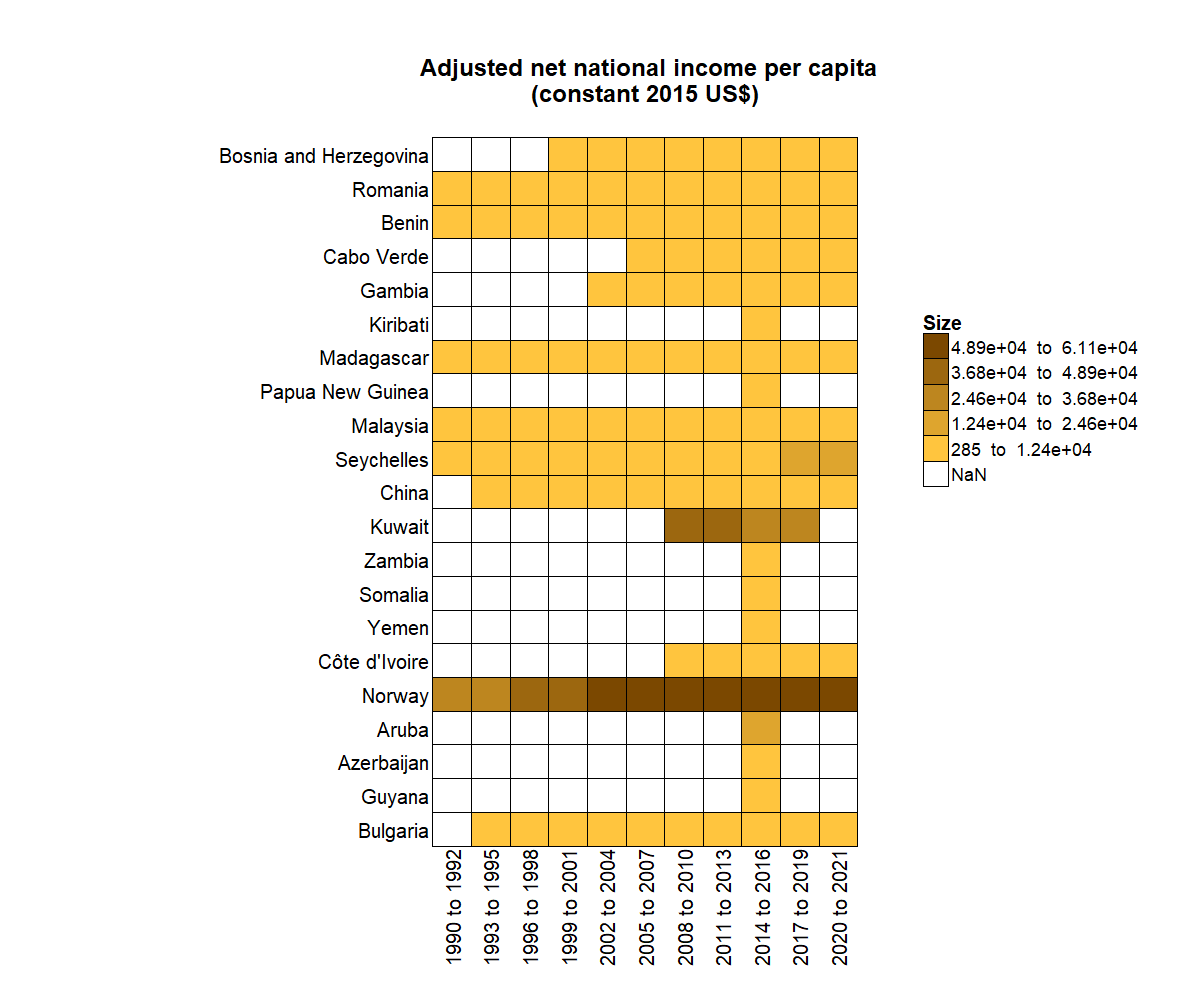 Adjusted net national income per capita
(constant 2015 US$)
Bosnia and Herzegovina
Romania
Benin
Cabo Verde
Gambia
Kiribati
Madagascar
Papua New Guinea
Malaysia
Seychelles
China
Kuwait
Zambia
Somalia
Yemen
Côte d'Ivoire
Norway
Aruba
Azerbaijan
Guyana
Bulgaria
1990 to 1992
1993 to 1995
1996 to 1998
1999 to 2001
2002 to 2004
2005 to 2007
2008 to 2010
2011 to 2013
2014 to 2016
2017 to 2019
2020 to 2021
Size
4.89e+04 to 6.11e+04
3.68e+04 to 4.89e+04
2.46e+04 to 3.68e+04
1.24e+04 to 2.46e+04
285 to 1.24e+04
NaN